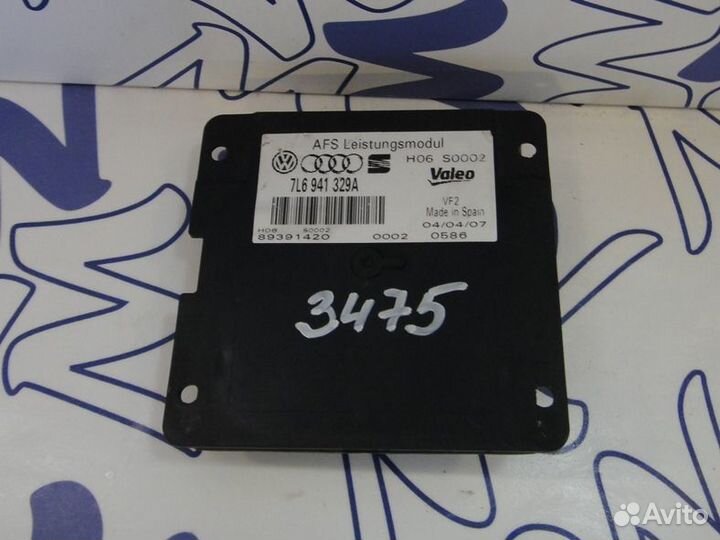 AFS Leistungsmodul
H06 S0002
7L6 941 329A
Valeo
VF2
Made in Spain
H06 S0002
04/04/07
89391420 0002 0586
3475
Avito